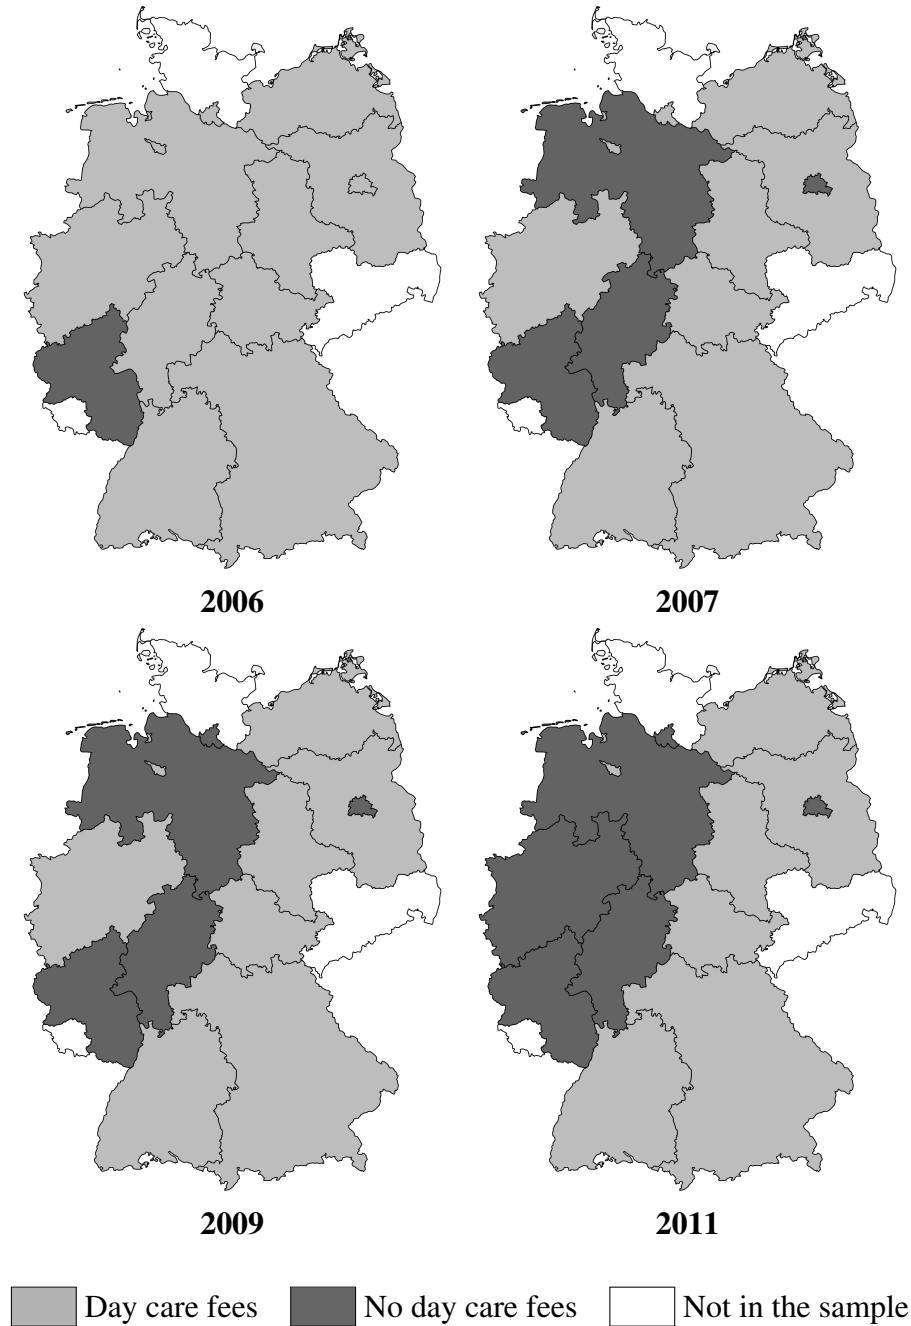 2006
2007
2009
2011
Day care fees
No day care fees
Not in the sample